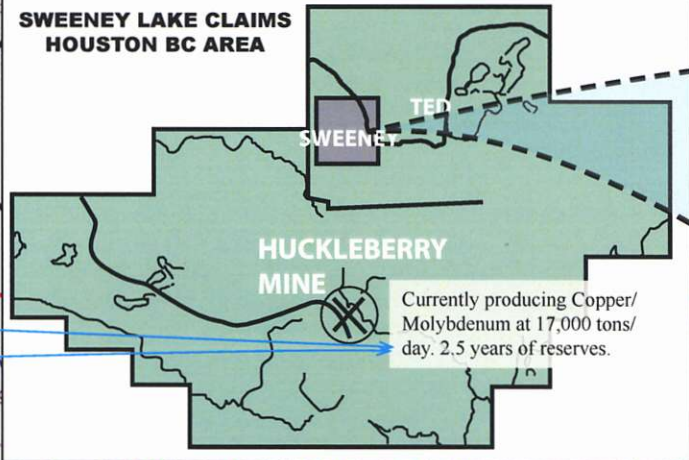 SWEENEY LAKE CLAIMS
HOUSTON BC AREA
TED
SWEENEY
HUCKLEBERRY
MINE
Currently producing Copper/
Molybdenum at 17,000 tons/
day. 2.5 years of reserves.